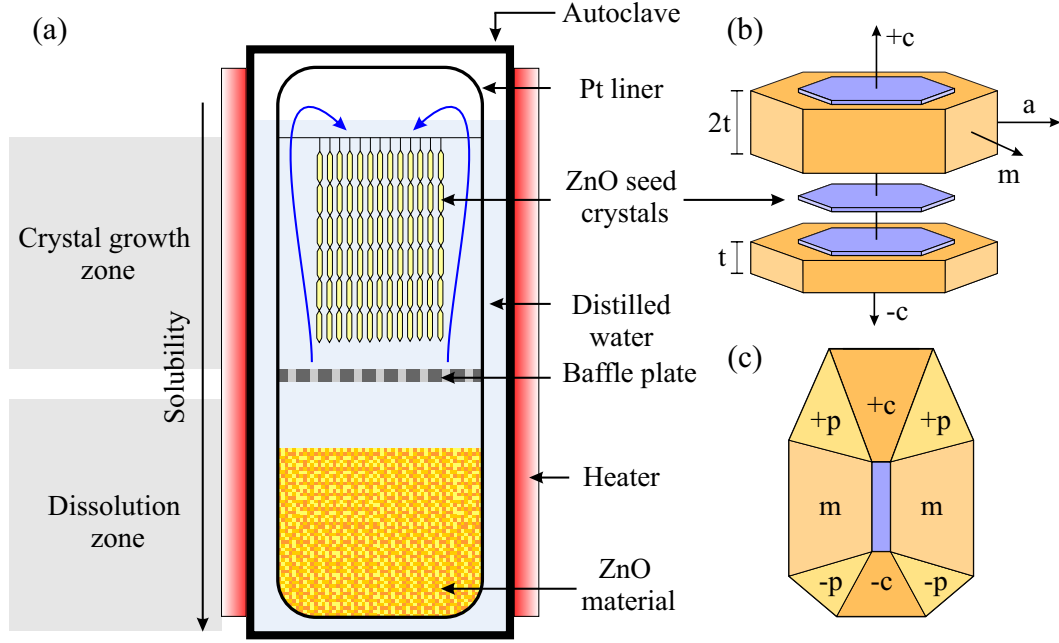 (a)
Autoclave
Pt liner
ZnO seed
crystals
Distilled
water
Baffle plate
Heater
ZnO
material
Crystal growth
zone
Dissolution
zone
Solubility
(b)
+c
2t
a
m
t
-c
(c)
+p
+c
+p
m
m
-p
-c
-p